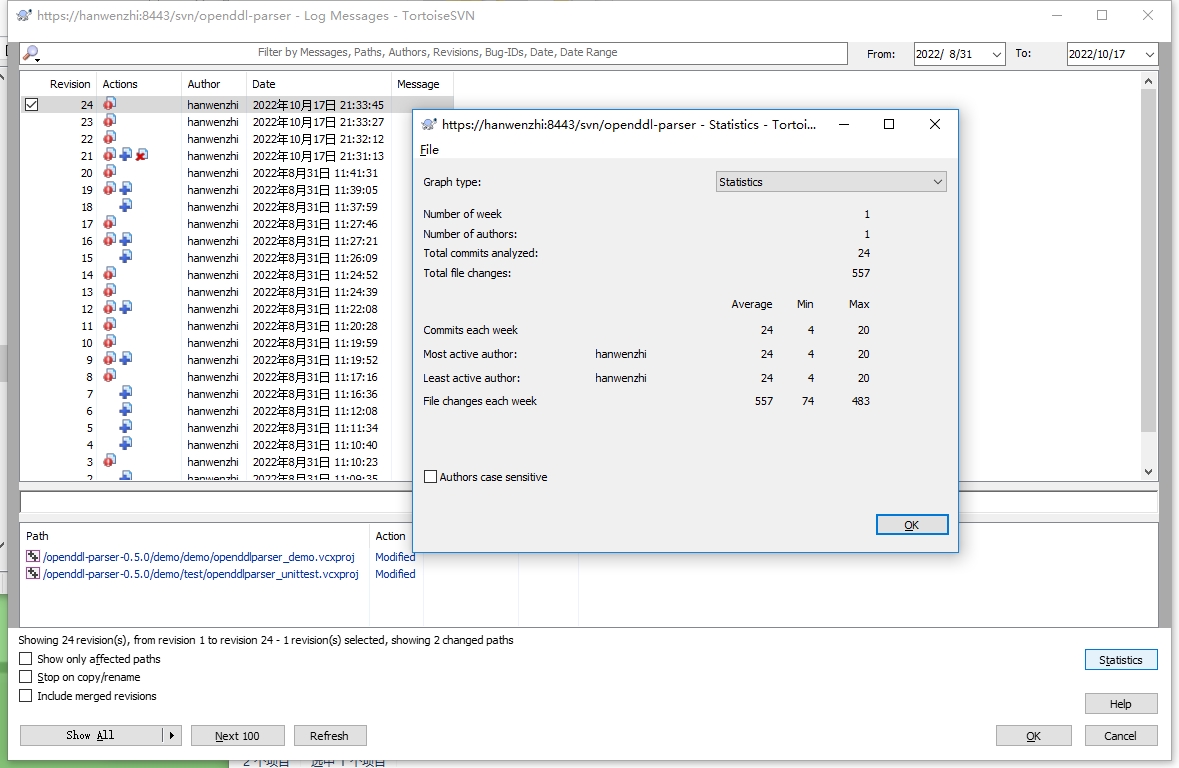 https://hanwenzhi:8443/svn/openddl-parser - Log Messages - TortoiseSVN
Filter by Messages, Paths, Authors, Revisions, Bug-IDs, Date, Date Range
From: 2022/ 8/31 To: 2022/10/17
Revision Actions Author Date Message
24 hanwenzhi 2022年10月17日 21:33:45
23 hanwenzhi 2022年10月17日 21:33:27
22 hanwenzhi 2022年10月17日 21:32:12
21 hanwenzhi 2022年10月17日 21:31:13
20 hanwenzhi 2022年8月31日 11:41:31
19 hanwenzhi 2022年8月31日 11:39:05
18 hanwenzhi 2022年8月31日 11:37:59
17 hanwenzhi 2022年8月31日 11:27:46
16 hanwenzhi 2022年8月31日 11:27:21
15 hanwenzhi 2022年8月31日 11:26:09
14 hanwenzhi 2022年8月31日 11:24:52
13 hanwenzhi 2022年8月31日 11:24:39
12 hanwenzhi 2022年8月31日 11:22:08
11 hanwenzhi 2022年8月31日 11:20:28
10 hanwenzhi 2022年8月31日 11:19:59
9 hanwenzhi 2022年8月31日 11:19:52
8 hanwenzhi 2022年8月31日 11:17:16
7 hanwenzhi 2022年8月31日 11:16:36
6 hanwenzhi 2022年8月31日 11:12:08
5 hanwenzhi 2022年8月31日 11:11:34
4 hanwenzhi 2022年8月31日 11:10:40
3 hanwenzhi 2022年8月31日 11:10:23
2 hanwenzhi 2022年8月31日 11:09:35
https://hanwenzhi:8443/svn/openddl-parser - Statistics - Tortoi...
File
Graph type: Statistics
Number of week 1
Number of authors: 1
Total commits analyzed: 24
Total file changes: 557
Average Min Max
Commits each week 24 4 20
Most active author: hanwenzhi 24 4 20
Least active author: hanwenzhi 24 4 20
File changes each week 557 74 483
Authors case sensitive
OK
Path Action
/openddl-parser-0.5.0/demo/demo/openddlparser_demo.vcxproj Modified
/openddl-parser-0.5.0/demo/test/openddlparser_unittest.vcxproj Modified
Showing 24 revision(s), from revision 1 to revision 24 - 1 revision(s) selected, showing 2 changed paths
Show only affected paths
Statistics
Stop on copy/rename
Include merged revisions
Help
Show All Next 100 Refresh OK Cancel
2 个项目 选中 1 个项目